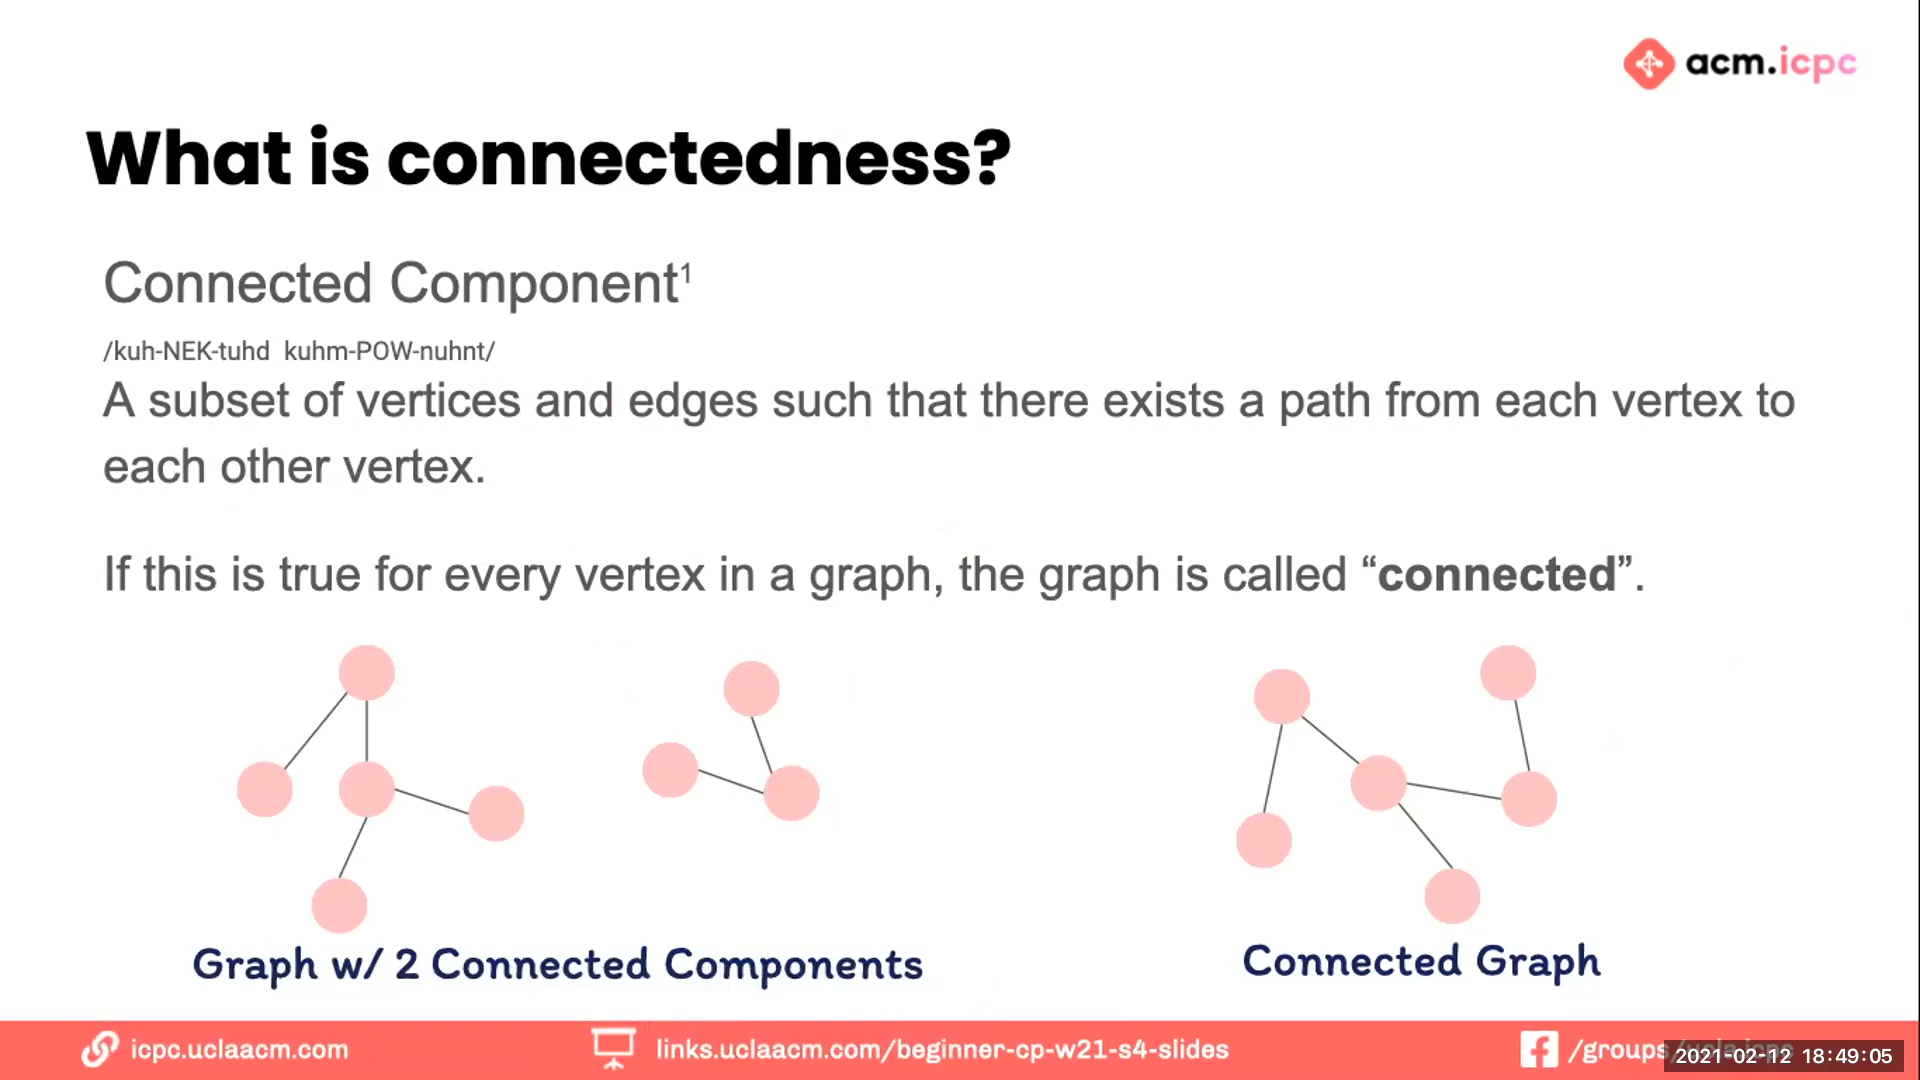 acm.icpc
What is connectedness?
Connected Component¹
/kuh-NEK-tuhd kuhm-POW-nuhnt/
A subset of vertices and edges such that there exists a path from each vertex to
each other vertex.
If this is true for every vertex in a graph, the graph is called “connected”.
Graph w/ 2 Connected Components
Connected Graph
icpc.uclaacm.com
links.uclaacm.com/beginner-cp-w21-s4-slides
/groups/
2021-02-12 18:49:05